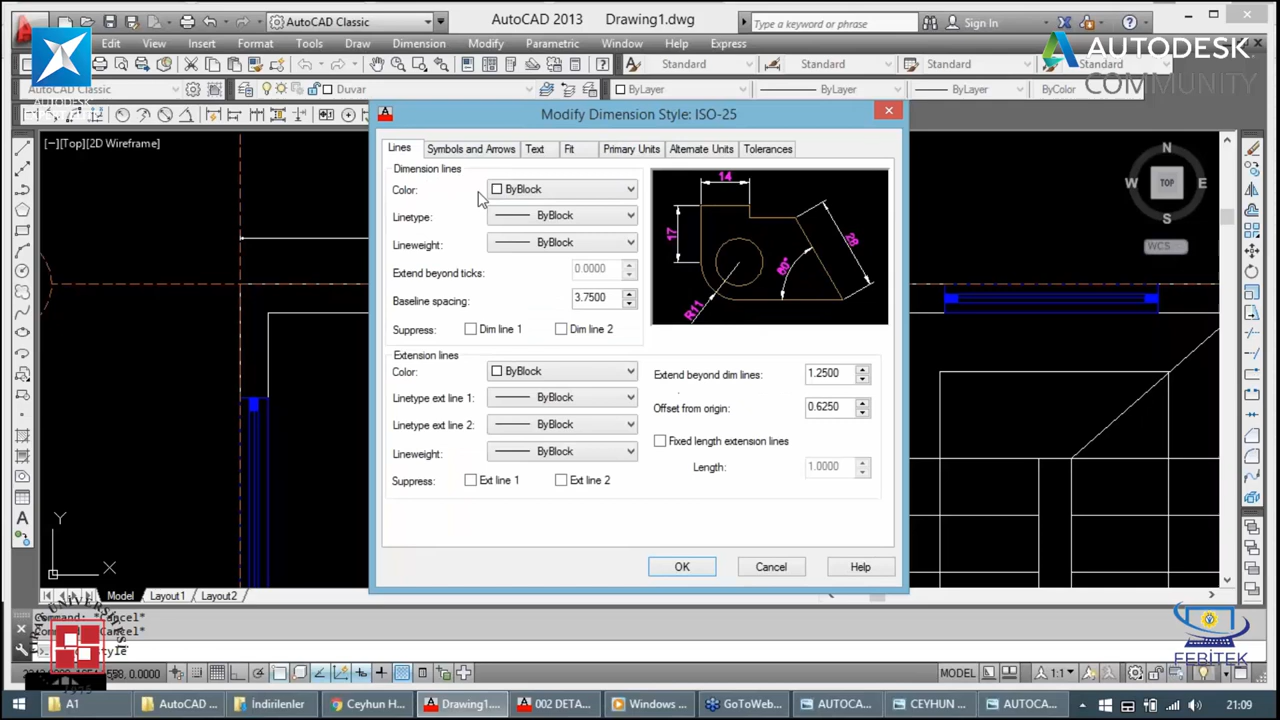 AutoCAD Classic
AutoCAD 2013 Drawing1.dwg
Type a keyword or phrase
Sign In
Edit View Insert Format Tools Draw Dimension Modify Parametric Window Help Express
AUTODESK
COMMUNITY
Standard Standard Standard Standard
AutoCAD Classic
Duvar
ByLayer ByLayer ByLayer ByColor
AUTODESK
Modify Dimension Style: ISO-25
[−][Top][2D Wireframe]
Lines Symbols and Arrows Text Fit Primary Units Alternate Units Tolerances
Dimension lines
Color: ByBlock
Linetype: ByBlock
Lineweight: ByBlock
Extend beyond ticks: 0.0000
Baseline spacing: 3.7500
Suppress: Dim line 1 Dim line 2
14
17
28
60°
R11
N
W TOP E
S
WCS
Extension lines
Color: ByBlock
Linetype ext line 1: ByBlock
Linetype ext line 2: ByBlock
Lineweight: ByBlock
Suppress: Ext line 1 Ext line 2
Extend beyond dim lines: 1.2500
Offset from origin: 0.6250
Fixed length extension lines
Length: 1.0000
OK Cancel Help
Y
X
Model Layout1 Layout2
Command: *Cancel*
Command: *Cancel*
MODEL
1:1
FERİTEK
1975
A1
AutoCAD ...
İndirilenler
Ceyhun H...
Drawing1....
002 DETA...
Windows ...
GoToWeb...
AUTOCA...
CEYHUN ...
AUTOCA...
21:09